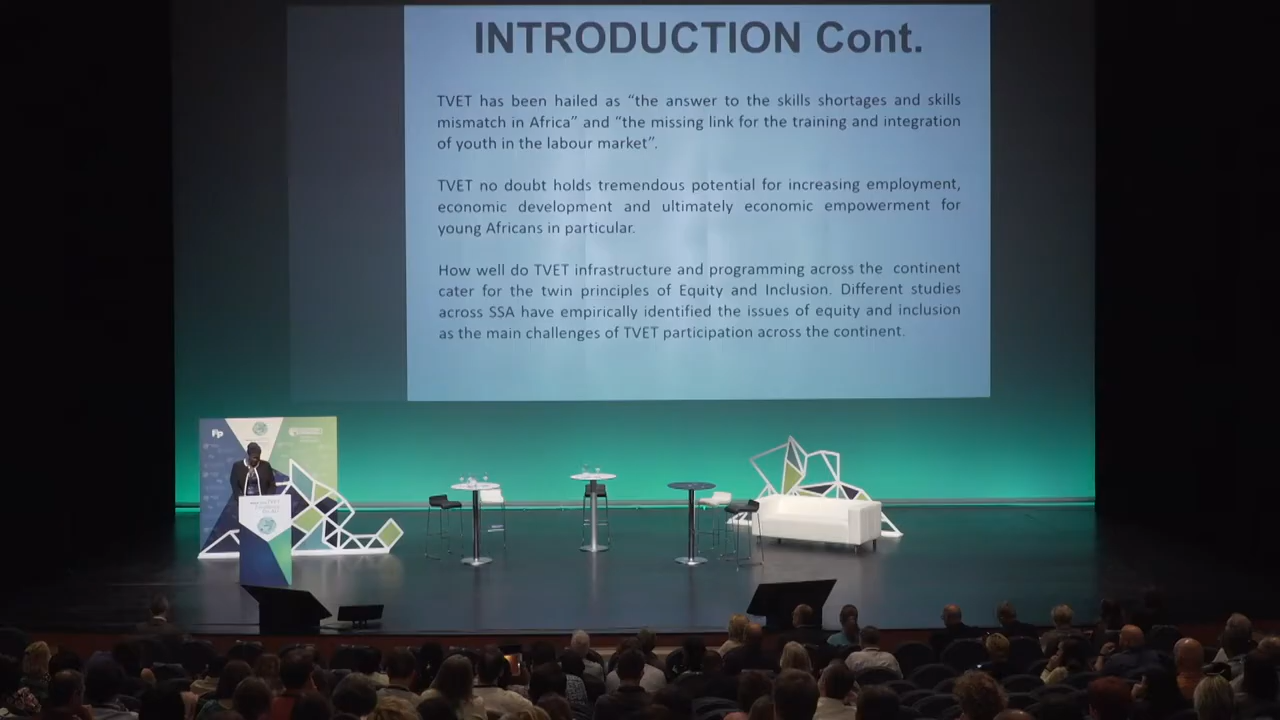 INTRODUCTION Cont.
TVET has been hailed as “the answer to the skills shortages and skills
mismatch in Africa” and “the missing link for the training and integration
of youth in the labour market”.
TVET no doubt holds tremendous potential for increasing employment,
economic development and ultimately economic empowerment for
young Africans in particular.
How well do TVET infrastructure and programming across the continent
cater for the twin principles of Equity and Inclusion. Different studies
across SSA have empirically identified the issues of equity and inclusion
as the main challenges of TVET participation across the continent.
Fp